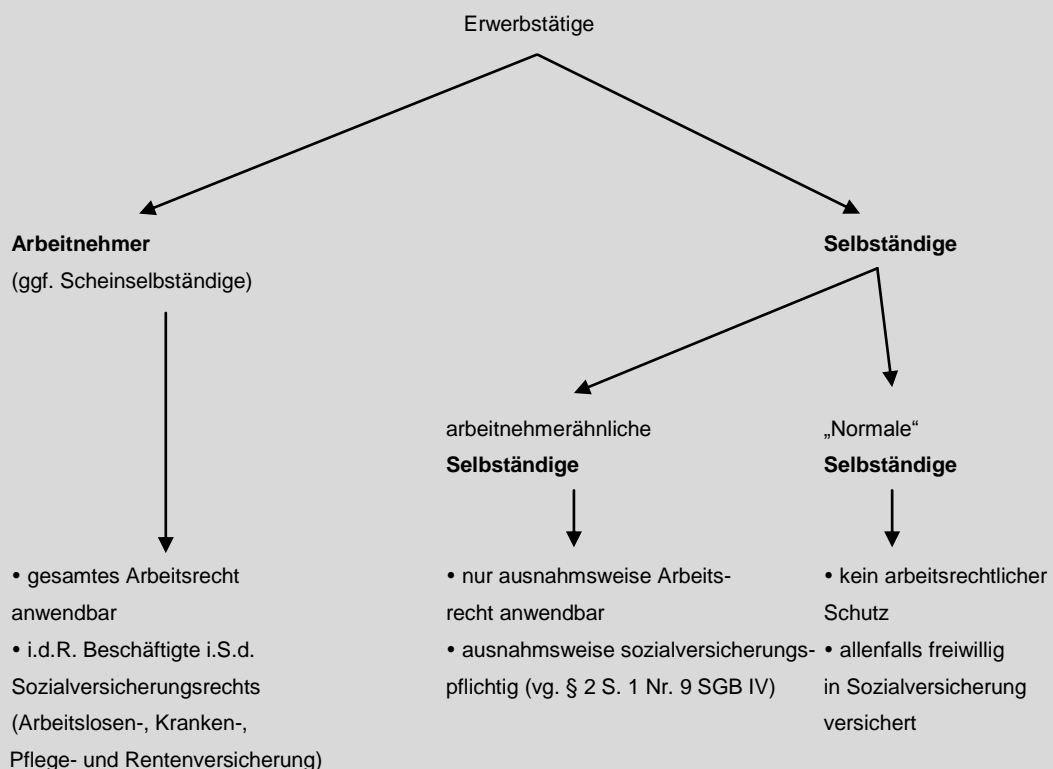 Erwerbstätige
Arbeitnehmer
(ggf. Scheinselbständige)
Selbständige
arbeitnehmerähnliche
Selbständige
„Normale“
Selbständige
• gesamtes Arbeitsrecht
anwendbar
• i.d.R. Beschäftigte i.S.d.
Sozialversicherungsrechts
(Arbeitslosen-, Kranken-,
Pflege- und Rentenversicherung)
• nur ausnahmsweise Arbeits-
recht anwendbar
• ausnahmsweise sozialversicherungs-
pflichtig (vg. § 2 S. 1 Nr. 9 SGB IV)
• kein arbeitsrechtlicher
Schutz
• allenfalls freiwillig
in Sozialversicherung
versichert